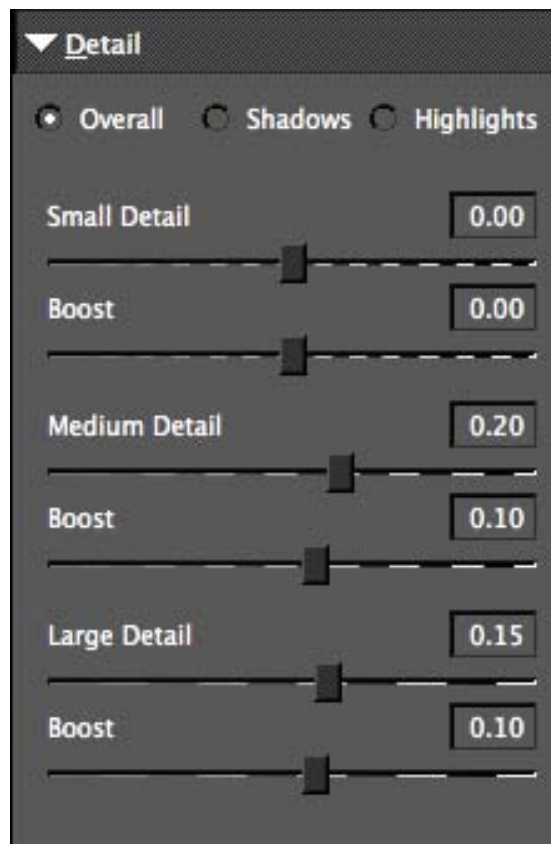 Detail
Overall Shadows Highlights
Small Detail 0.00
Boost 0.00
Medium Detail 0.20
Boost 0.10
Large Detail 0.15
Boost 0.10